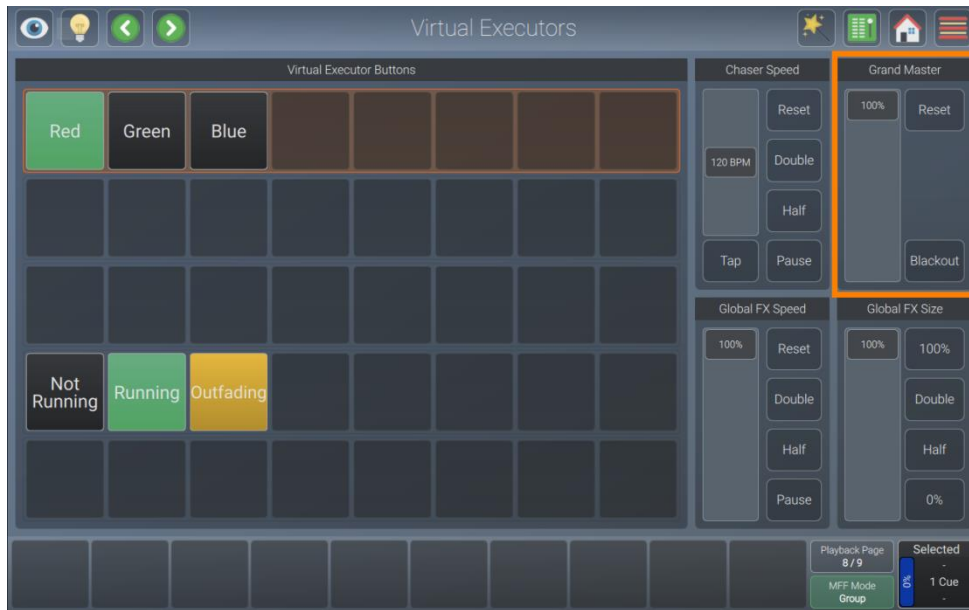 Virtual Executors
Virtual Executor Buttons
Red
Green
Blue
Not
Running
Running
Outfading
Chaser Speed
120 BPM
Reset
Double
Half
Tap
Pause
Grand Master
100%
Reset
Blackout
Global FX Speed
100%
Reset
Double
Half
Pause
Global FX Size
100%
100%
Double
Half
0%
Playback Page
8 / 9
MFF Mode
Group
Selected
-
0%
1 Cue
-